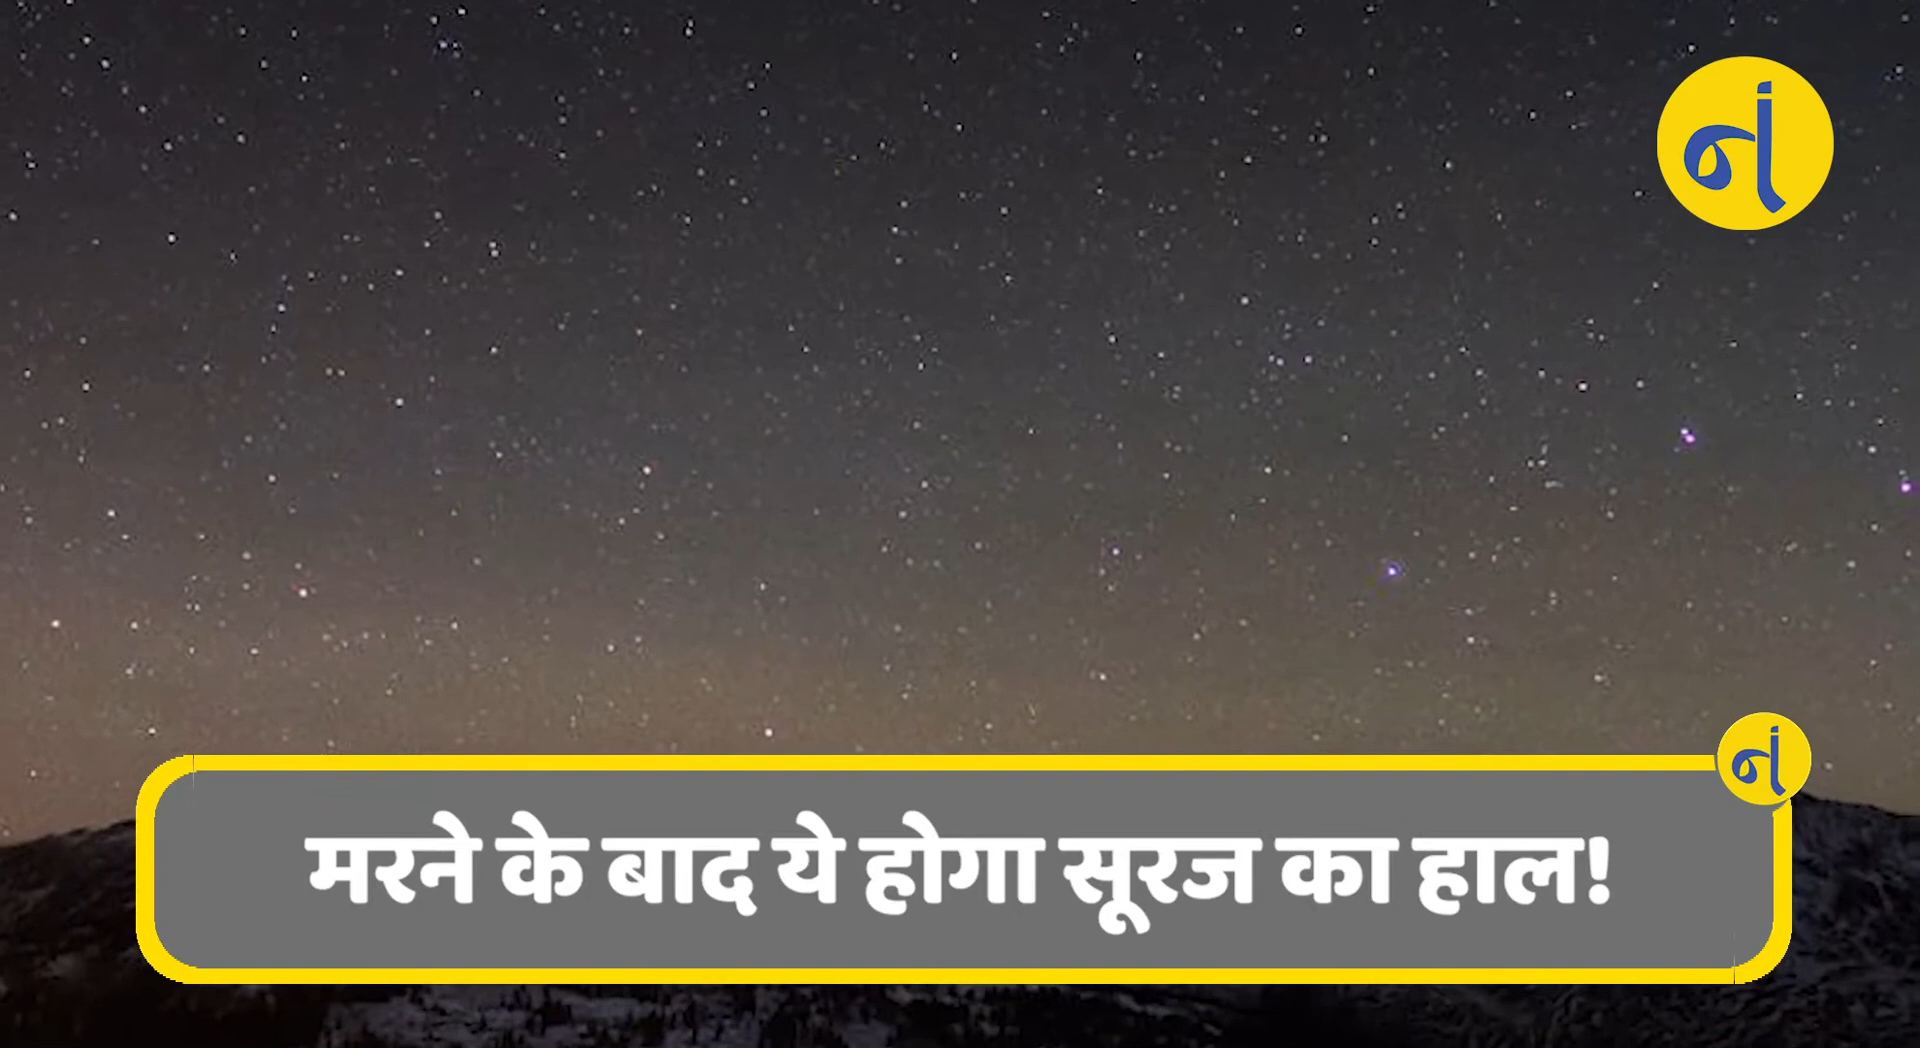 नं
मरने के बाद ये होगा सूरज का हाल!
नं